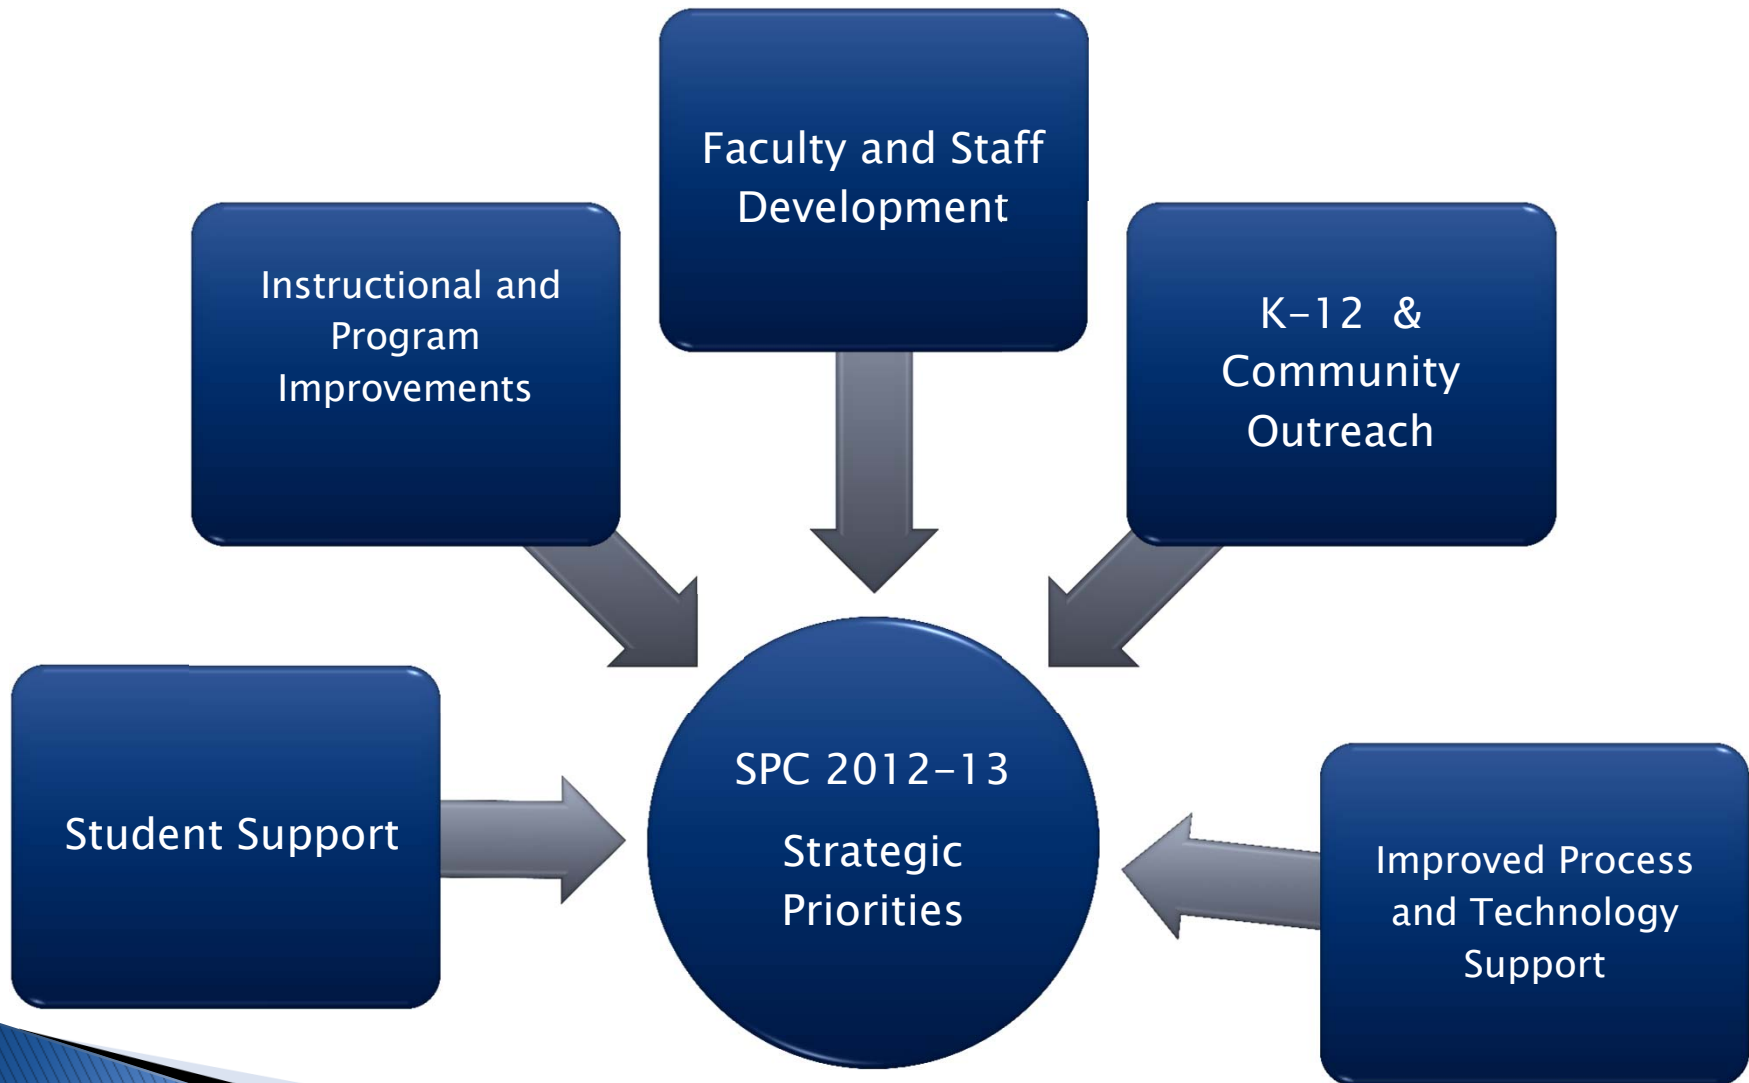 Faculty and Staff
Development
Instructional and
Program
Improvements
K-12 &
Community
Outreach
Student Support
SPC 2012-13
Strategic
Priorities
Improved Process
and Technology
Support